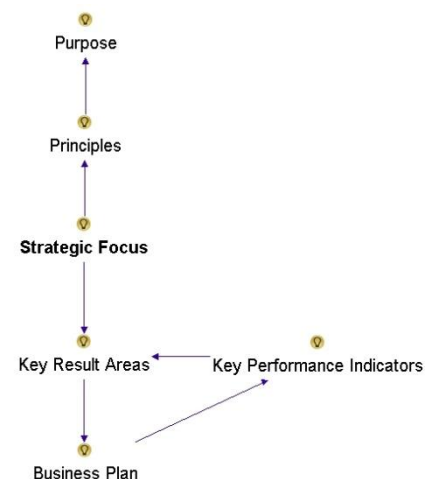 Purpose
Principles
Strategic Focus
Key Result Areas
Key Performance Indicators
Business Plan